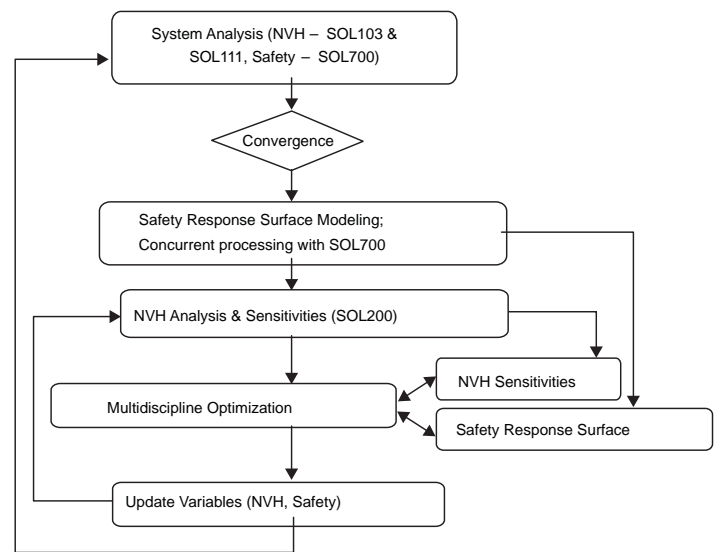 System Analysis (NVH – SOL103 &
SOL111, Safety – SOL700)
Convergence
Safety Response Surface Modeling;
Concurrent processing with SOL700
NVH Analysis & Sensitivities (SOL200)
NVH Sensitivities
Multidiscipline Optimization
Safety Response Surface
Update Variables (NVH, Safety)